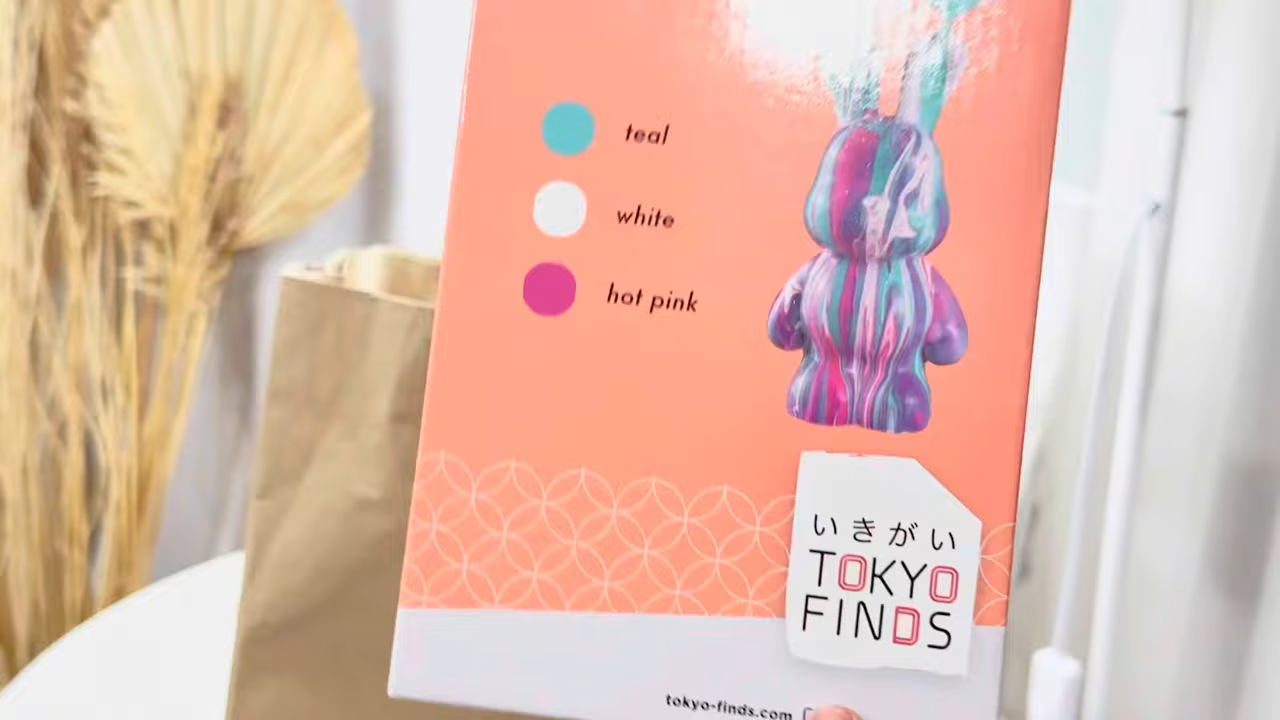 teal
white
hot pink
いきがい
TOKYO
FINDS
tokyo-finds.com